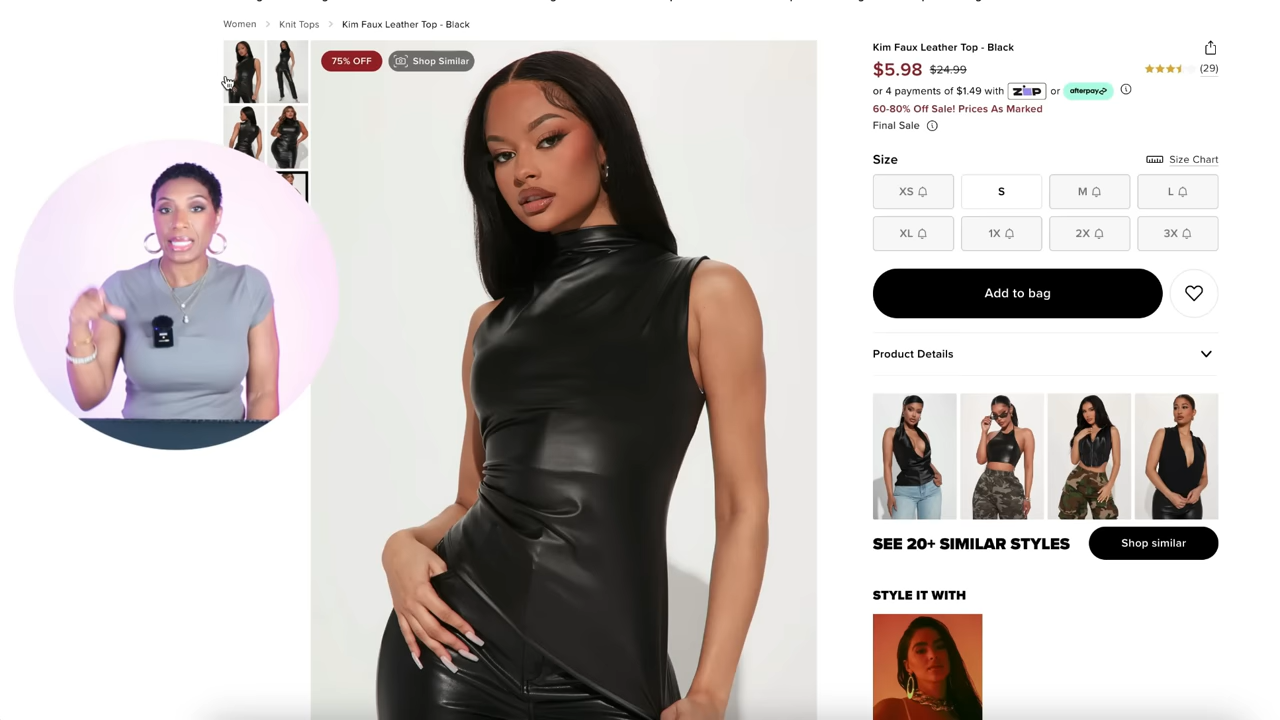 Women > Knit Tops > Kim Faux Leather Top - Black
75% OFF
Shop Similar
Kim Faux Leather Top - Black
$5.98 $24.99
(29)
or 4 payments of $1.49 with Zip or afterpay
60-80% Off Sale! Prices As Marked
Final Sale
Size
Size Chart
XS S M L
XL 1X 2X 3X
Add to bag
Product Details
SEE 20+ SIMILAR STYLES
Shop similar
STYLE IT WITH